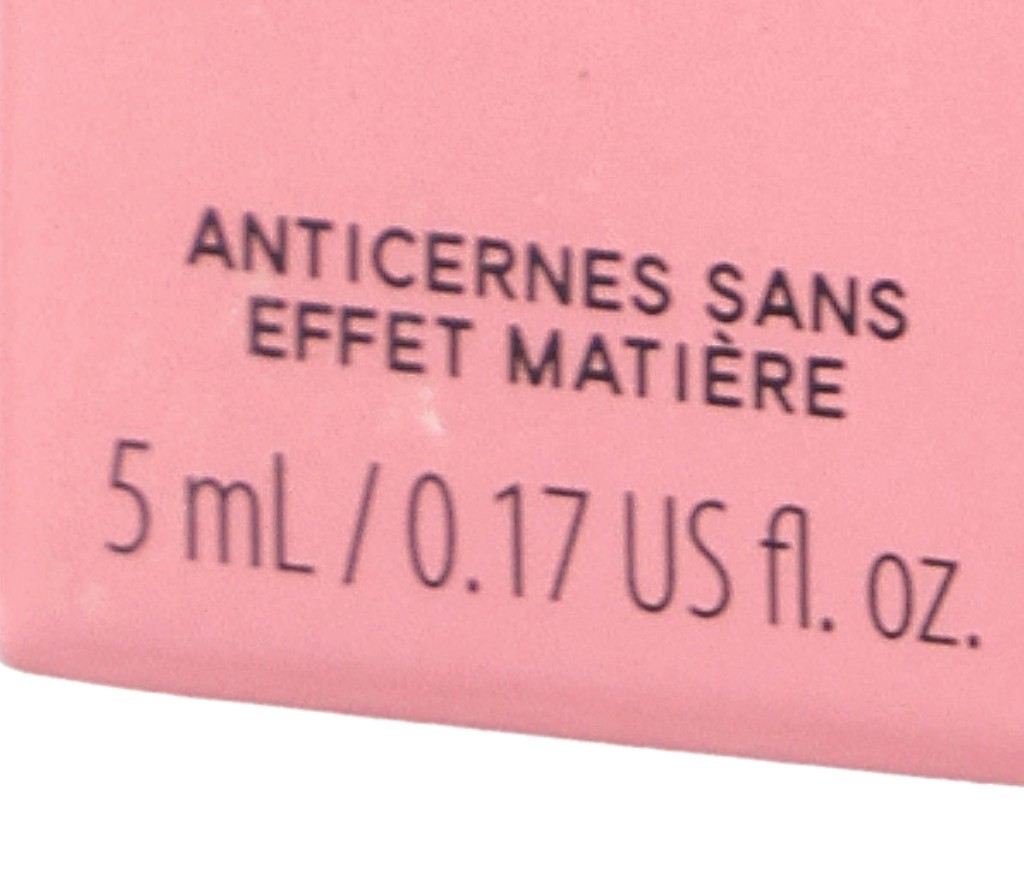 ANTICERNES SANS
EFFET MATIÈRE
5 mL / 0.17 US fl. oz.